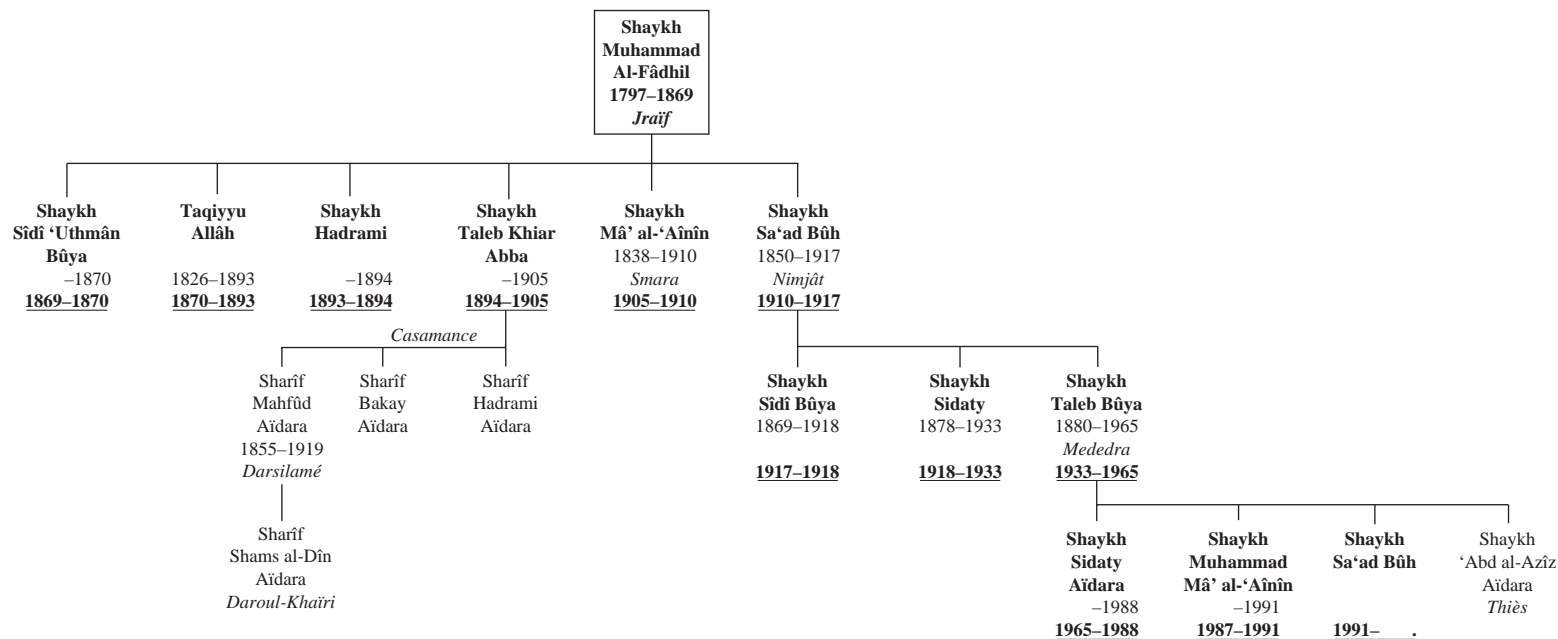 Shaykh
Muhammad
Al-Fâdhil
1797–1869
Jraïf
Shaykh
Sîdî ‘Uthmân
Bûya
–1870
1869–1870
Taqiyyu
Allâh
1826–1893
1870–1893
Shaykh
Hadrami
–1894
1893–1894
Shaykh
Taleb Khiar
Abba
–1905
1894–1905
Shaykh
Mâ’ al-‘Aînîn
1838–1910
Smara
1905–1910
Shaykh
Sa‘ad Bûh
1850–1917
Nimjât
1910–1917
Casamance
Sharîf
Mahfûd
Aïdara
1855–1919
Darsilamé
Sharîf
Bakay
Aïdara
Sharîf
Hadrami
Aïdara
Shaykh
Sîdî Bûya
1869–1918
1917–1918
Shaykh
Sidaty
1878–1933
1918–1933
Shaykh
Taleb Bûya
1880–1965
Mededra
1933–1965
Sharîf
Shams al-Dîn
Aïdara
Daroul-Khaïri
Shaykh
Sidaty
Aïdara
–1988
1965–1988
Shaykh
Muhammad
Mâ’ al-‘Aînîn
–1991
1987–1991
Shaykh
Sa‘ad Bûh
1991– .
Shaykh
‘Abd al-Azîz
Aïdara
Thiès